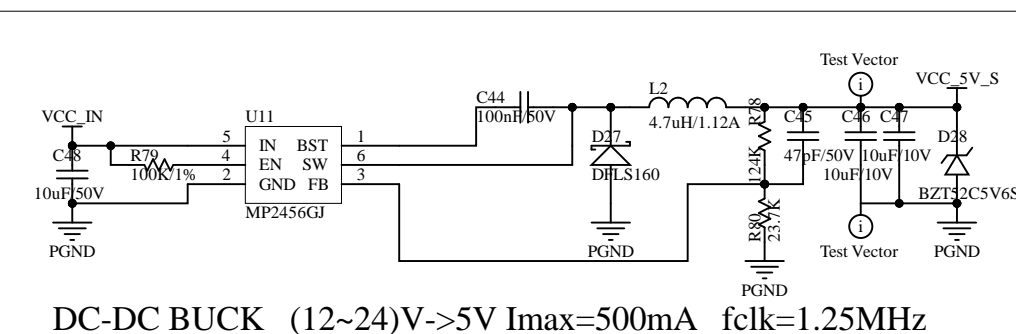 Test Vector
VCC_5V_S
VCC_IN
U11
C44
100nF/50V
L2
4.7uH/1.12A
R78
124K
C45
47pF/50V
C46
10uF/10V
C47
10uF/10V
D28
BZT52C5V6S
C48
10uF/50V
R79
100K/1%
5 IN BST 1
4 EN SW 6
2 GND FB 3
MP2456GJ
D27
DFLS160
R80
23.7K
PGND
PGND
Test Vector
PGND
PGND
DC-DC BUCK (12~24)V->5V Imax=500mA fclk=1.25MHz